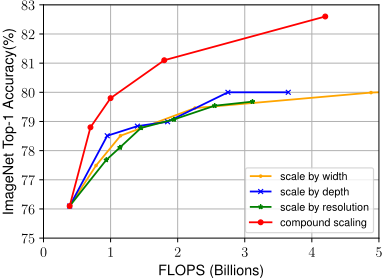 83
82
81
80
79
78
77
76
75
ImageNet Top-1 Accuracy(%)
scale by width
scale by depth
scale by resolution
compound scaling
0 1 2 3 4 5
FLOPS (Billions)